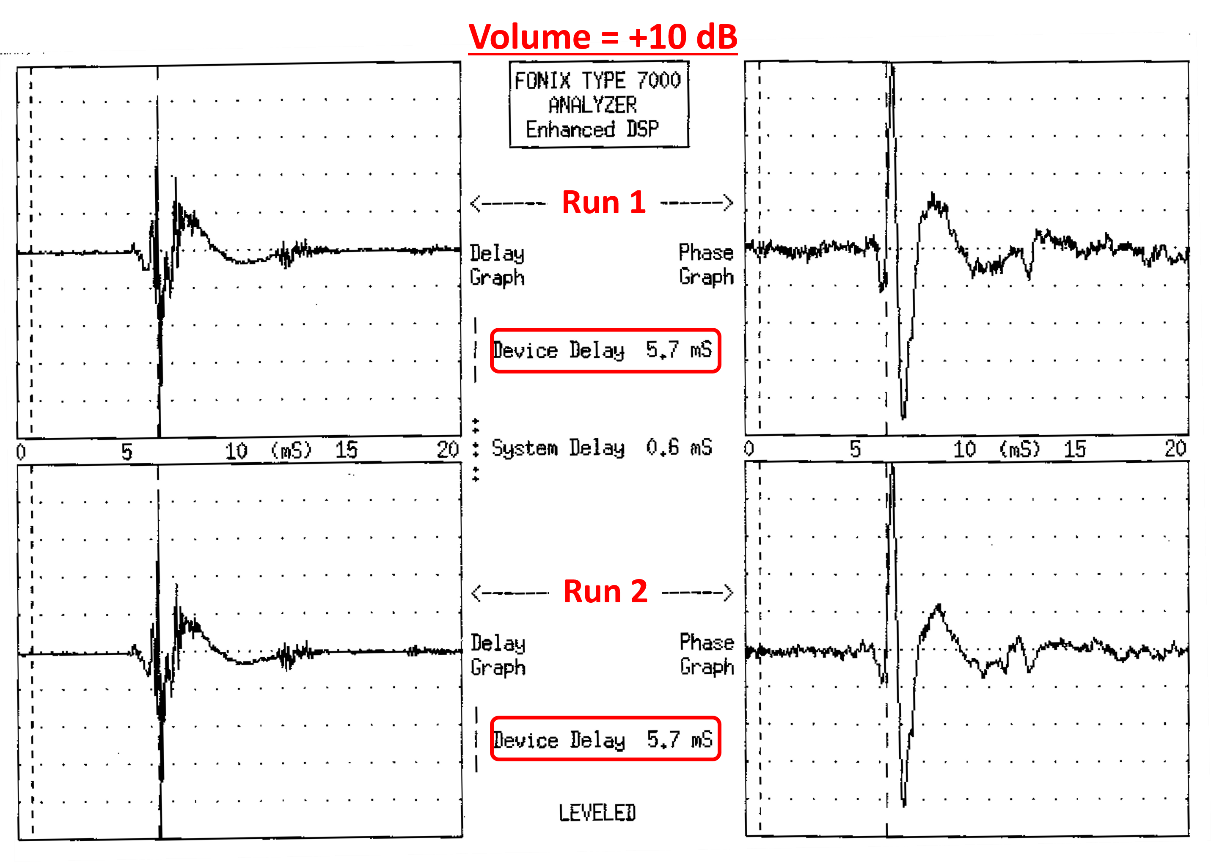 Volume = +10 dB
FONIX TYPE 7000
ANALYZER
Enhanced DSP
<----- Run 1 ----->
Delay Graph
Phase Graph
Device Delay 5.7 mS
System Delay 0.6 mS
0 5 10 (mS) 15 20
0 5 10 (mS) 15 20
<----- Run 2 ----->
Delay Graph
Phase Graph
Device Delay 5.7 mS
LEVELED